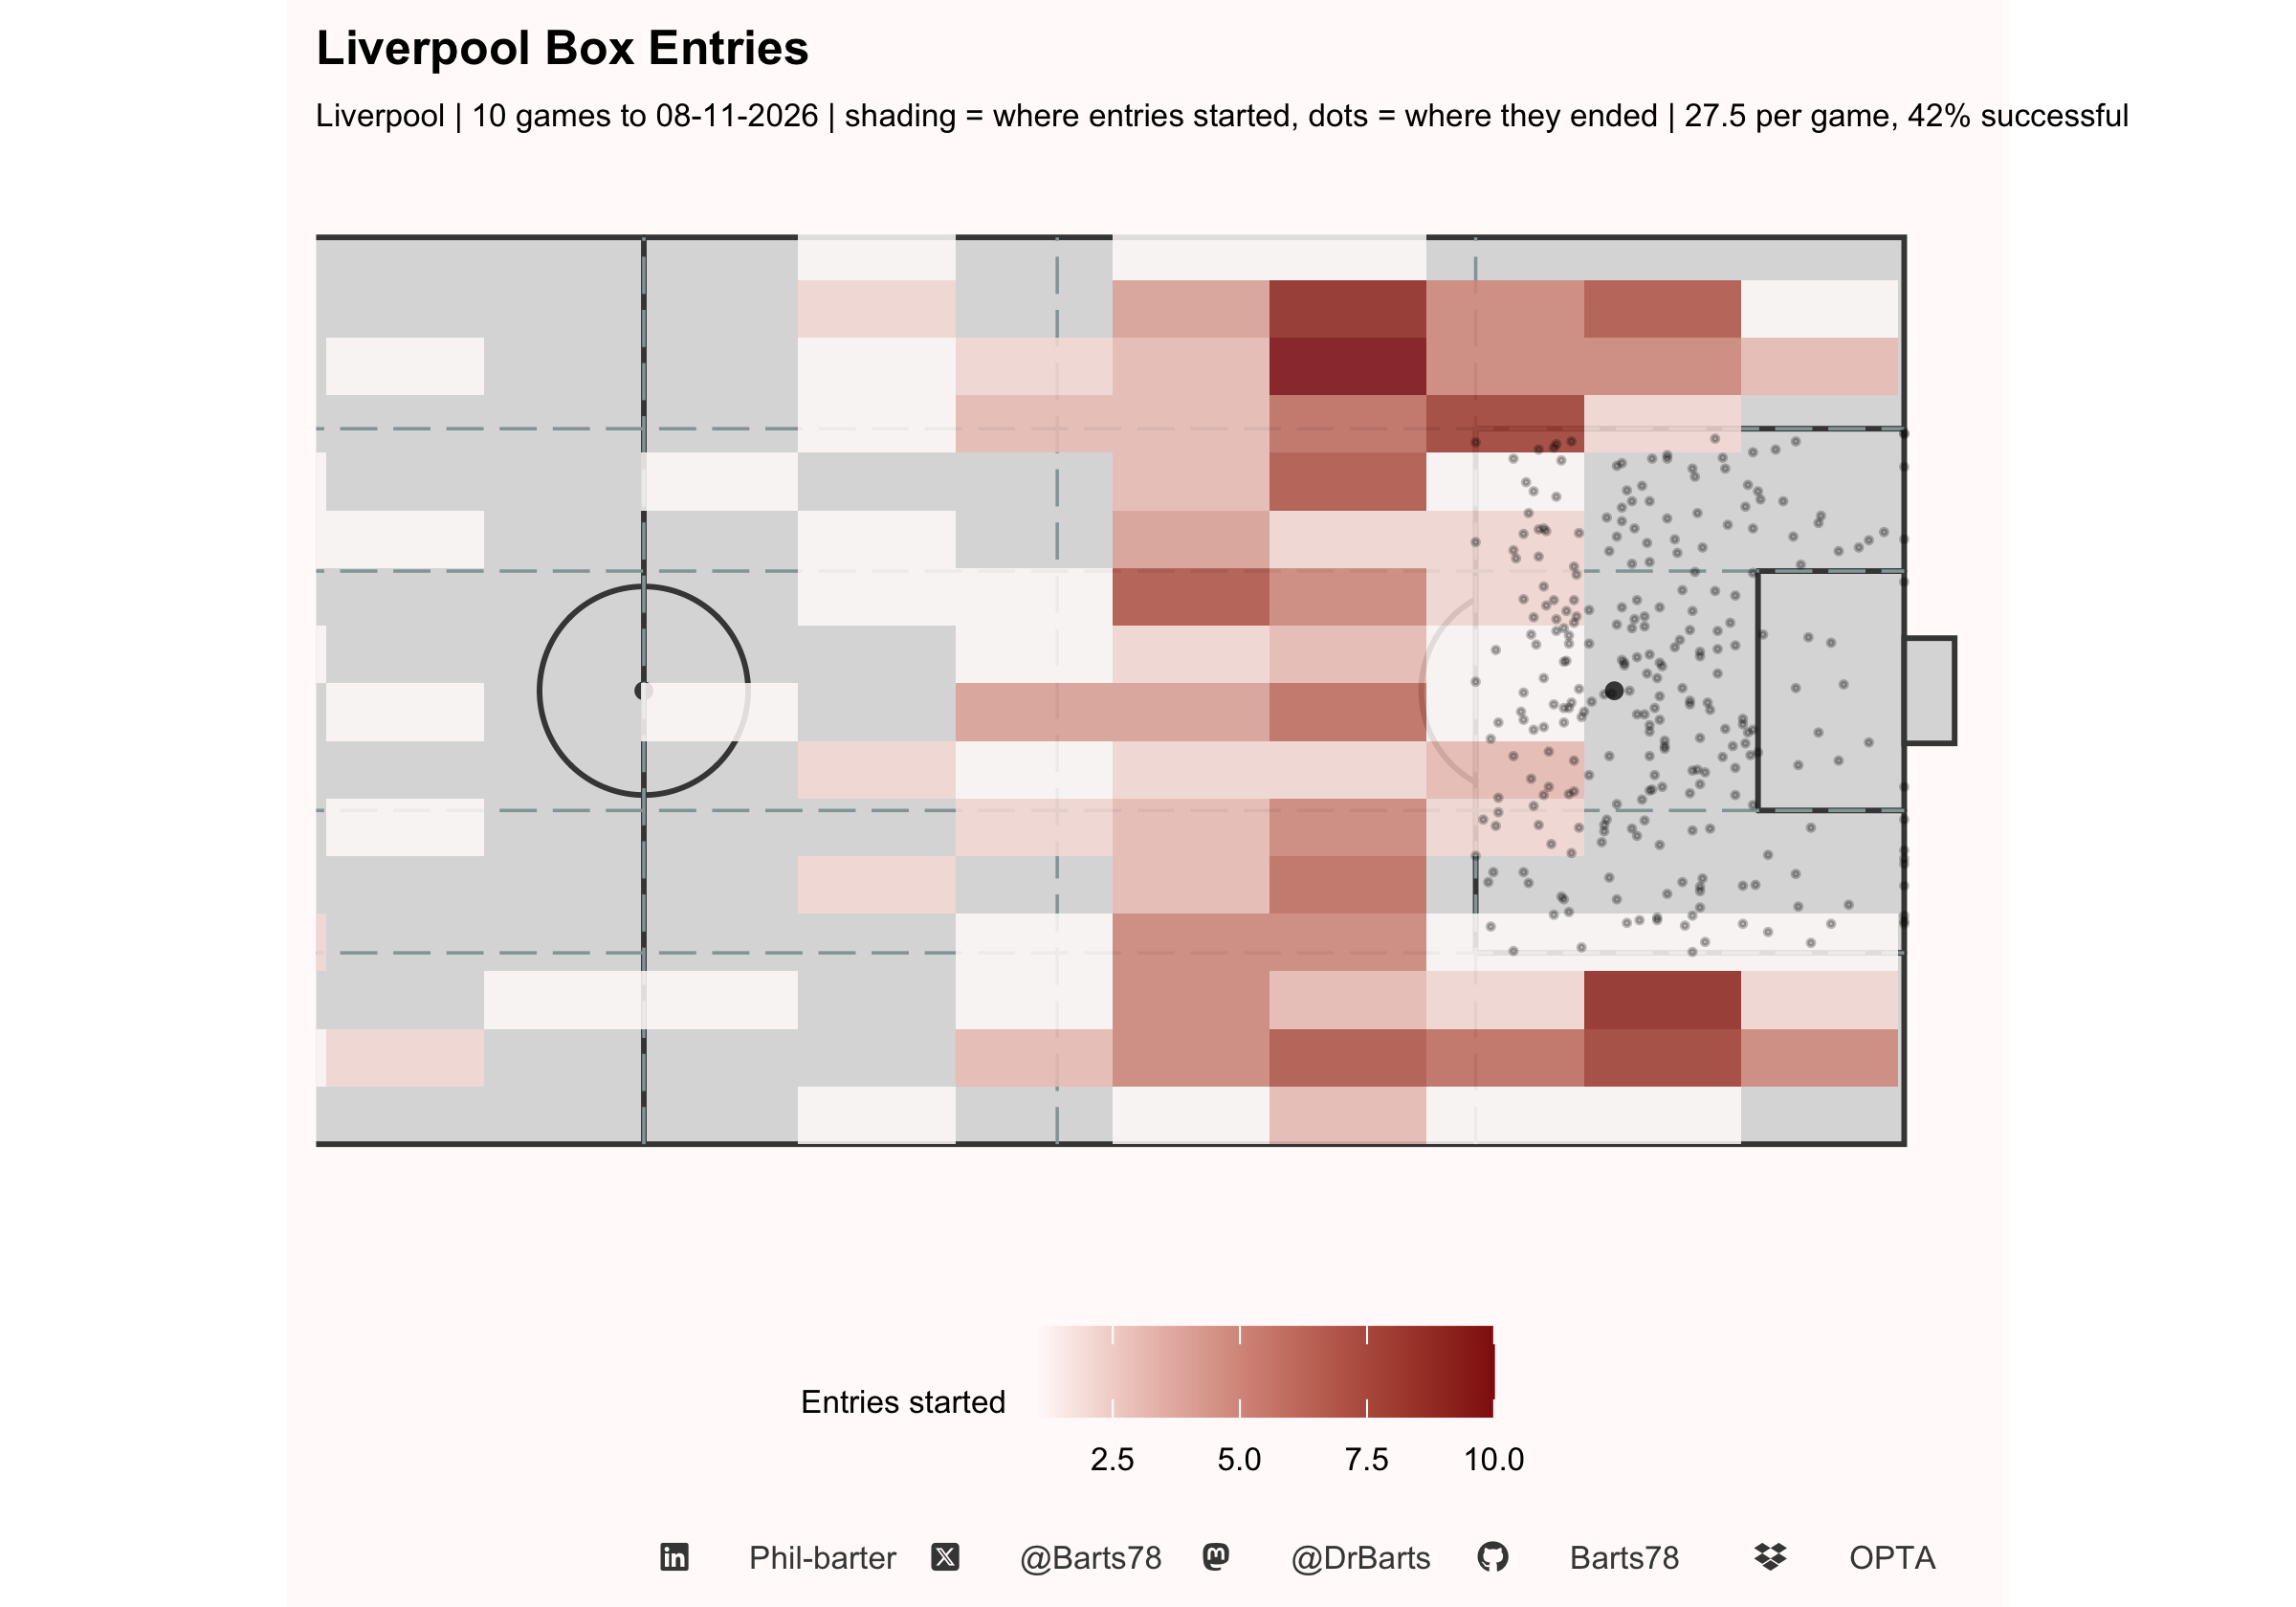 Liverpool Box Entries
Liverpool | 10 games to 08-11-2026 | shading = where entries started, dots = where they ended | 27.5 per game, 42% successful
Entries started
2.5 5.0 7.5 10.0
Phil-barter @Barts78 @DrBarts Barts78 OPTA